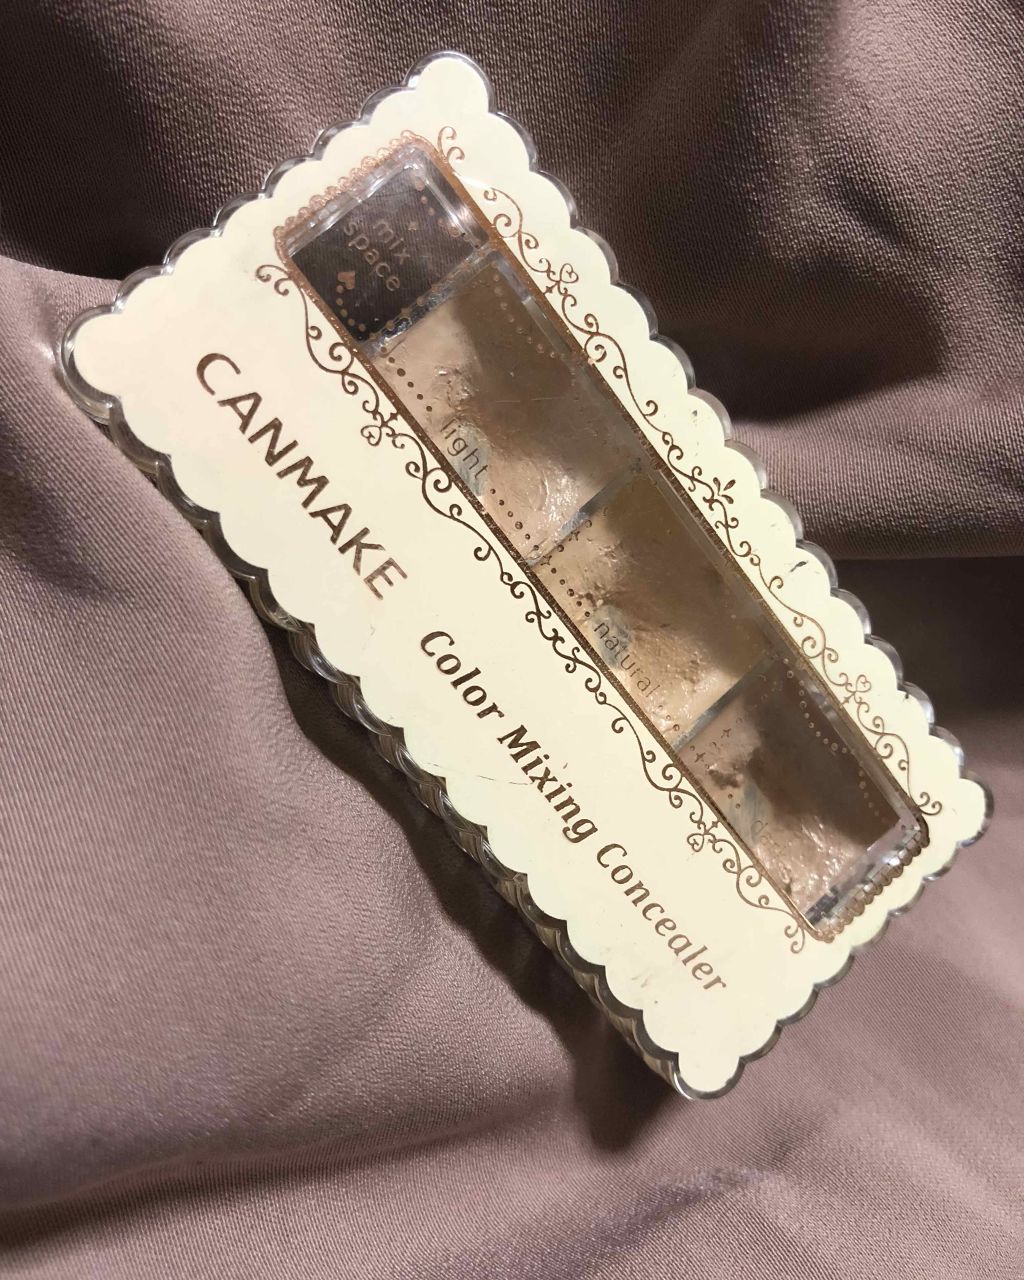 CANMAKE
Color Mixing Concealer
mix
space
light
natural